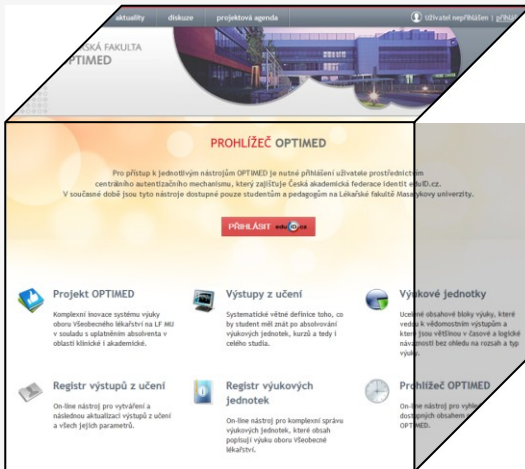 aktuality diskuze projektová agenda Uživatel nepřihlášen |
SKÁ FAKULTA
OPTIMED
PROHLÍŽEČ OPTIMED
Pro přístup k jednotlivým nástrojům OPTIMED je nutné přihlášení uživatele prostřednictvím
centrálního autentizačního mechanismu, který zajišťuje Česká akademická federace identit eduID.cz.
V současné době jsou tyto nástroje dostupné pouze studentům a pedagogům na Lékařské fakultě Masarykovy univerzity.
PŘIHLÁSIT eduID.cz
Projekt OPTIMED
Komplexní inovace systému výuky
oboru Všeobecného lékařství na LF MU
v souladu s uplatněním absolventa v
oblasti klinické i akademické.
Výstupy z učení
Systematické větné definice toho, co
by student měl znát po absolvování
výukových jednotek, kurzů a tedy i
celého studia.
Výukové jednotky
Ucelené obsahové bloky výuky, které
vedou k vědomostním výstupům a
které jsou většinou v časové a logické
návaznosti bez ohledu na rozsah a typ
výuky.
Registr výstupů z učení
On-line nástroj pro vytváření a
následnou aktualizaci výstupů z učení
a všech jejich parametrů.
Registr výukových
jednotek
On-line nástroj pro komplexní správu
výukových jednotek, které obsah
popisují výuku oboru Všeobecné
lékařství.
Prohlížeč OPTIMED
On-line nástroj pro
dostupných obsahem
OPTIMED.